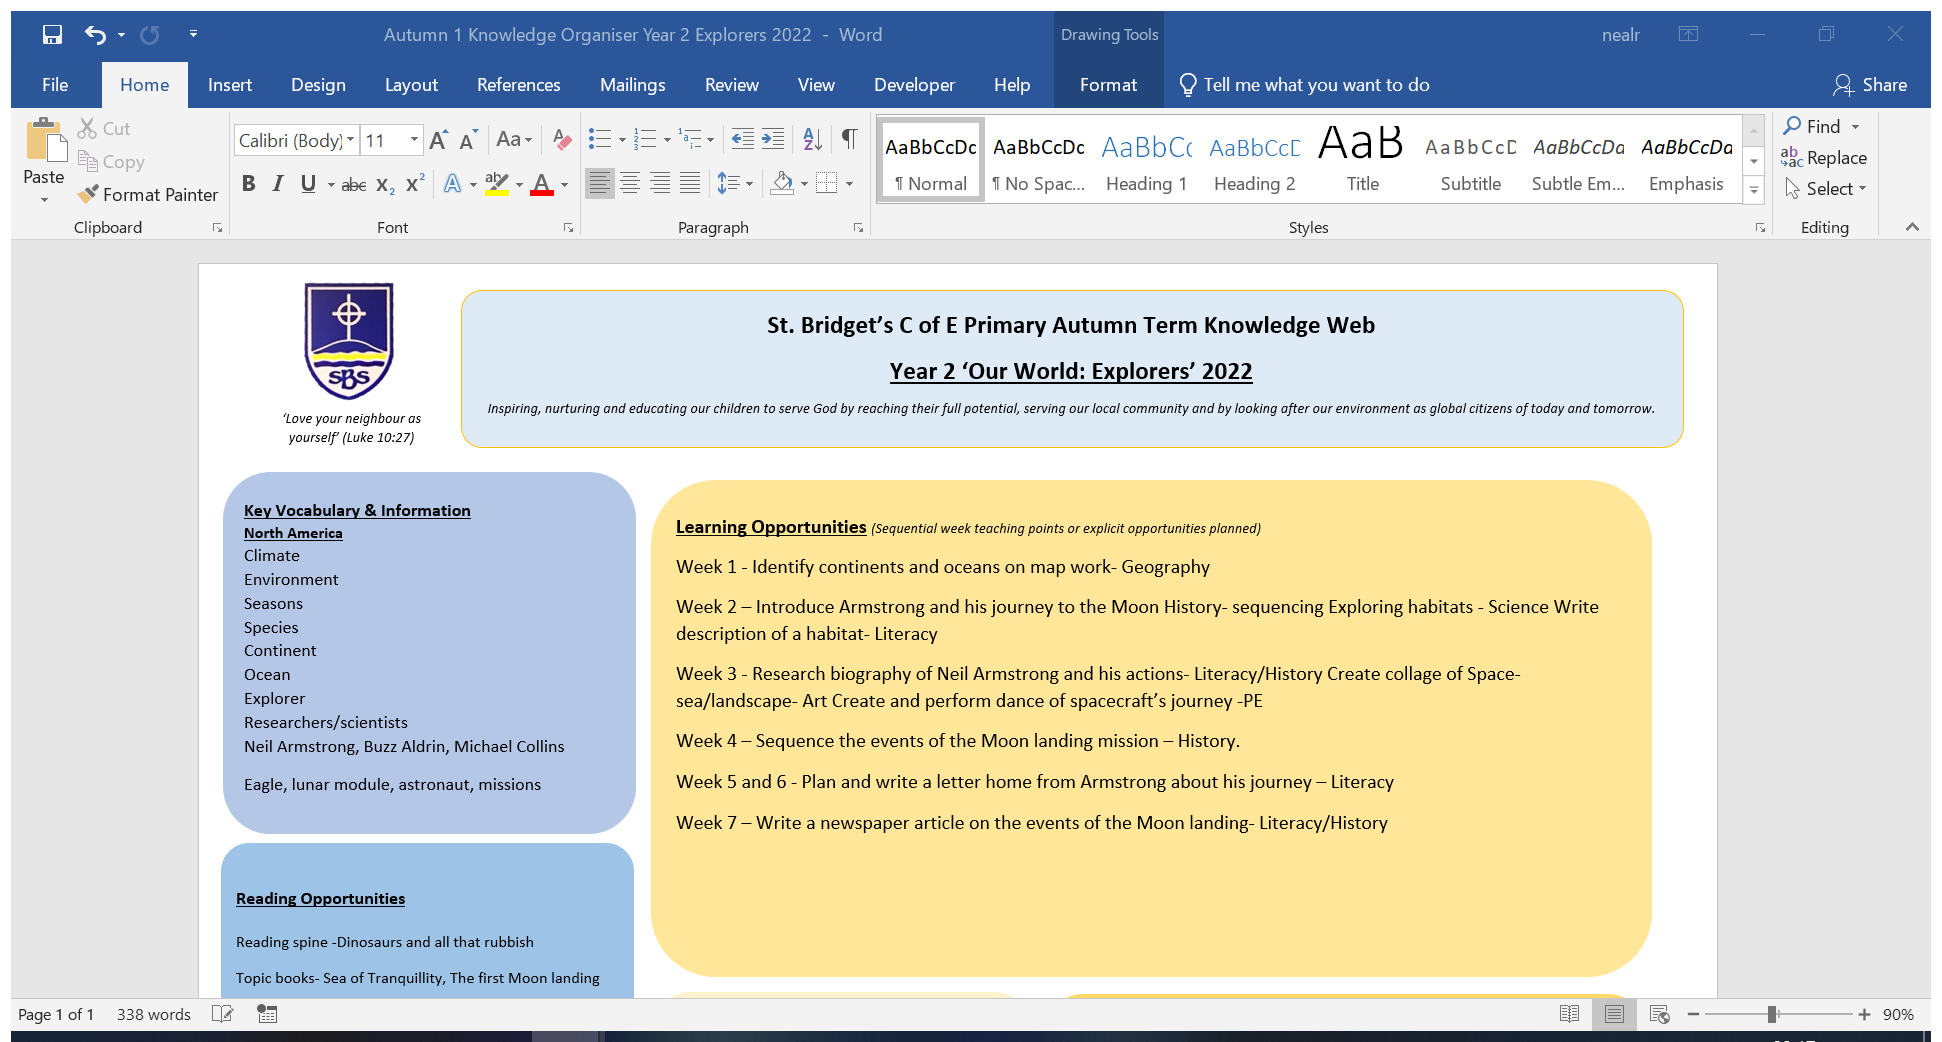 Autumn 1 Knowledge Organiser Year 2 Explorers 2022 - Word
Drawing Tools
nealr
File Home Insert Design Layout References Mailings Review View Developer Help Format Tell me what you want to do Share
Paste
Cut
Copy
Format Painter
Clipboard
Calibri (Body) 11
Font
Paragraph
AaBbCcDc AaBbCcDc AaBbCc AaBbCcD AaB AaBbCcD AaBbCcDa AaBbCcDa
¶ Normal ¶ No Spac... Heading 1 Heading 2 Title Subtitle Subtle Em... Emphasis
Styles
Find
Replace
Select
Editing
SBS
‘Love your neighbour as
yourself’ (Luke 10:27)
St. Bridget’s C of E Primary Autumn Term Knowledge Web
Year 2 ‘Our World: Explorers’ 2022
Inspiring, nurturing and educating our children to serve God by reaching their full potential, serving our local community and by looking after our environment as global citizens of today and tomorrow.
Key Vocabulary & Information
North America
Climate
Environment
Seasons
Species
Continent
Ocean
Explorer
Researchers/scientists
Neil Armstrong, Buzz Aldrin, Michael Collins
Eagle, lunar module, astronaut, missions
Reading Opportunities
Reading spine -Dinosaurs and all that rubbish
Topic books- Sea of Tranquillity, The first Moon landing
Learning Opportunities (Sequential week teaching points or explicit opportunities planned)
Week 1 - Identify continents and oceans on map work- Geography
Week 2 – Introduce Armstrong and his journey to the Moon History- sequencing Exploring habitats - Science Write
description of a habitat- Literacy
Week 3 - Research biography of Neil Armstrong and his actions- Literacy/History Create collage of Space-
sea/landscape- Art Create and perform dance of spacecraft’s journey -PE
Week 4 – Sequence the events of the Moon landing mission – History.
Week 5 and 6 - Plan and write a letter home from Armstrong about his journey – Literacy
Week 7 – Write a newspaper article on the events of the Moon landing- Literacy/History
Page 1 of 1 338 words
90%